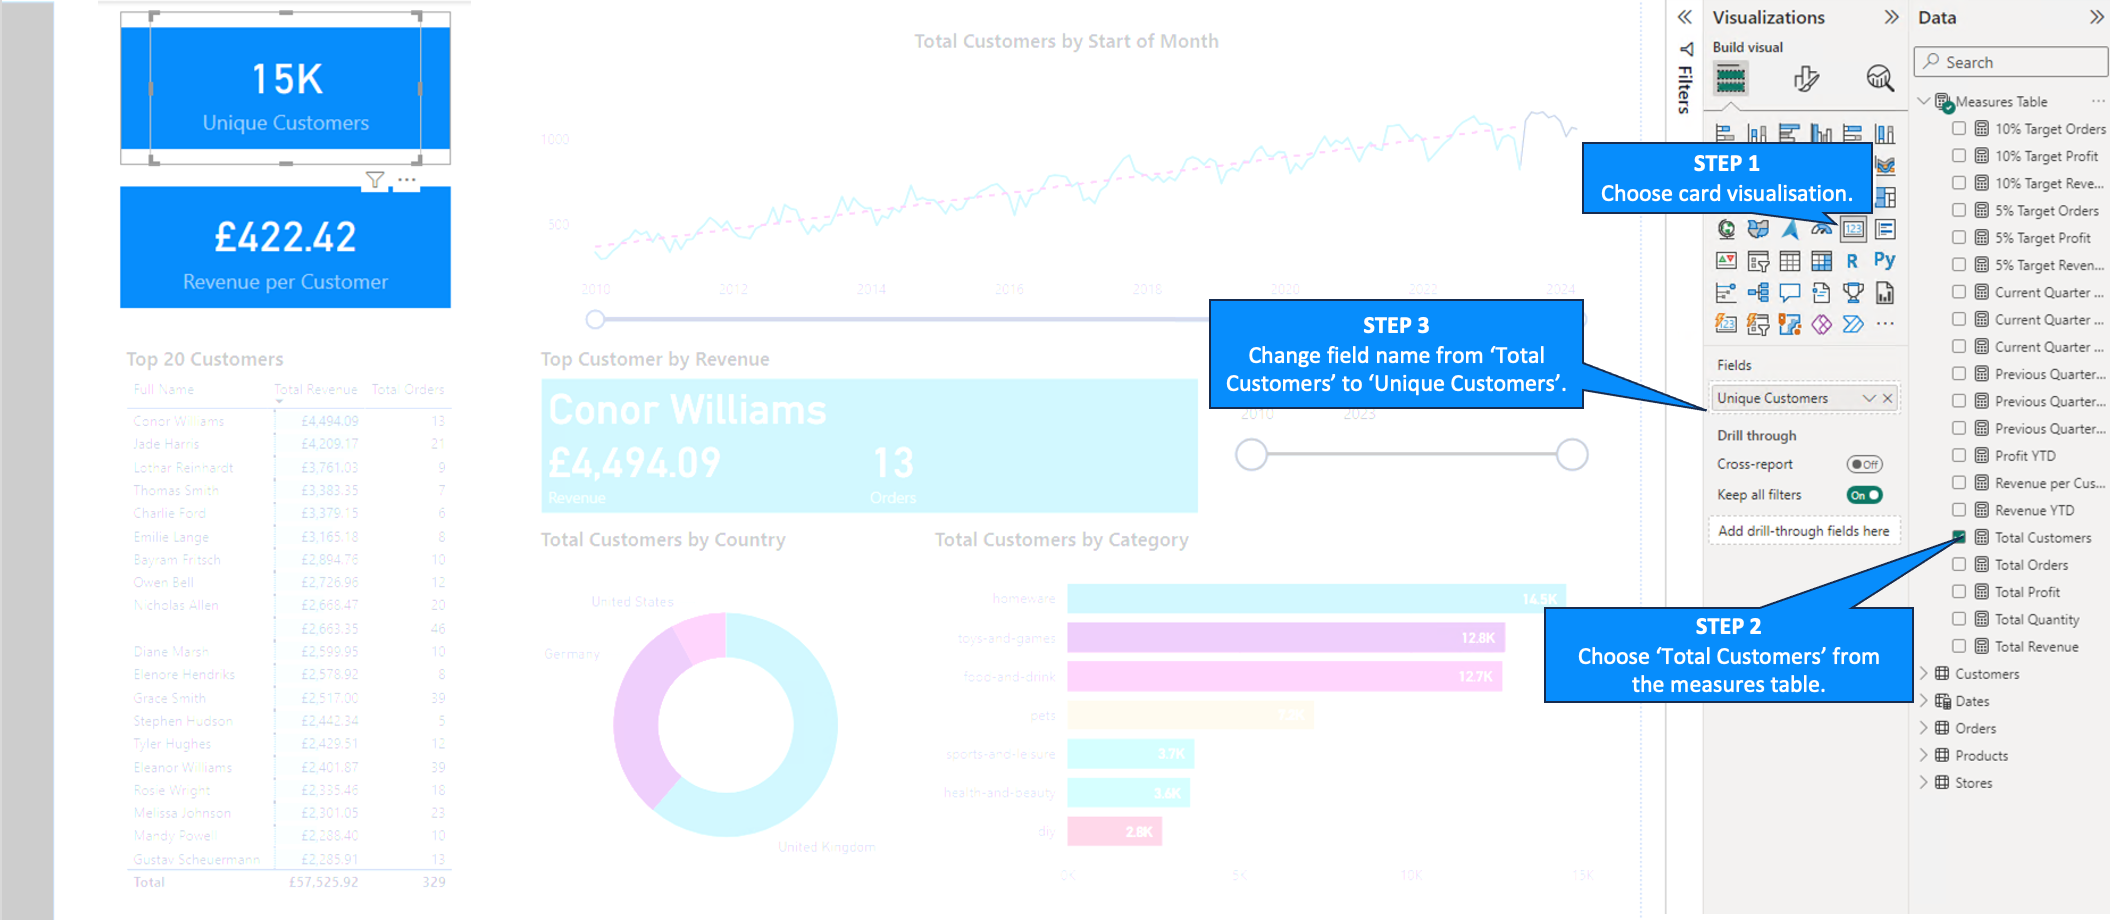 15K
Unique Customers
£422.42
Revenue per Customer
Top 20 Customers
Full Name Total Revenue Total Orders
Conor Williams £4,494.09 13
Jade Harris £4,209.17 21
Lothar Reinhardt £3,761.03 9
Thomas Smith £3,383.35 7
Charlie Ford £3,379.15 6
Emilie Lange £3,165.18 8
Bayram Fritsch £2,894.76 10
Owen Bell £2,726.96 12
Nicholas Allen £2,668.47 20
£2,663.35 46
Diane Marsh £2,599.95 10
Elenore Hendriks £2,578.92 8
Grace Smith £2,517.00 39
Stephen Hudson £2,442.34 5
Tyler Hughes £2,429.51 12
Eleanor Williams £2,401.87 39
Rosie Wright £2,335.46 18
Melissa Johnson £2,301.05 23
Mandy Powell £2,288.40 10
Gustav Scheuermann £2,285.91 13
Total £57,525.92 329
Total Customers by Start of Month
1000
500
2010 2012 2014 2016 2018 2020 2022 2024
Top Customer by Revenue
Conor Williams
£4,494.09 13
Revenue Orders
2010 2023
Total Customers by Country
United States
Germany
United Kingdom
Total Customers by Category
homeware 14.5K
toys-and-games 12.8K
food-and-drink 12.7K
pets
sports-and-leisure 3.7K
health-and-beauty 3.6K
diy 2.8K
0K 5K 10K 15K
STEP 1
Choose card visualisation.
STEP 3
Change field name from ‘Total
Customers’ to ‘Unique Customers’.
STEP 2
Choose ‘Total Customers’ from
the measures table.
Filters
Visualizations
Build visual
123
R Py
123
Fields
Unique Customers
Drill through
Cross-report Off
Keep all filters On
Add drill-through fields here
Data
Search
Measures Table
10% Target Orders
10% Target Profit
10% Target Reve...
5% Target Orders
5% Target Profit
5% Target Reven...
Current Quarter ...
Current Quarter ...
Current Quarter ...
Previous Quarter...
Previous Quarter...
Previous Quarter...
Profit YTD
Revenue per Cus...
Revenue YTD
Total Customers
Total Orders
Total Profit
Total Quantity
Total Revenue
Customers
Dates
Orders
Products
Stores